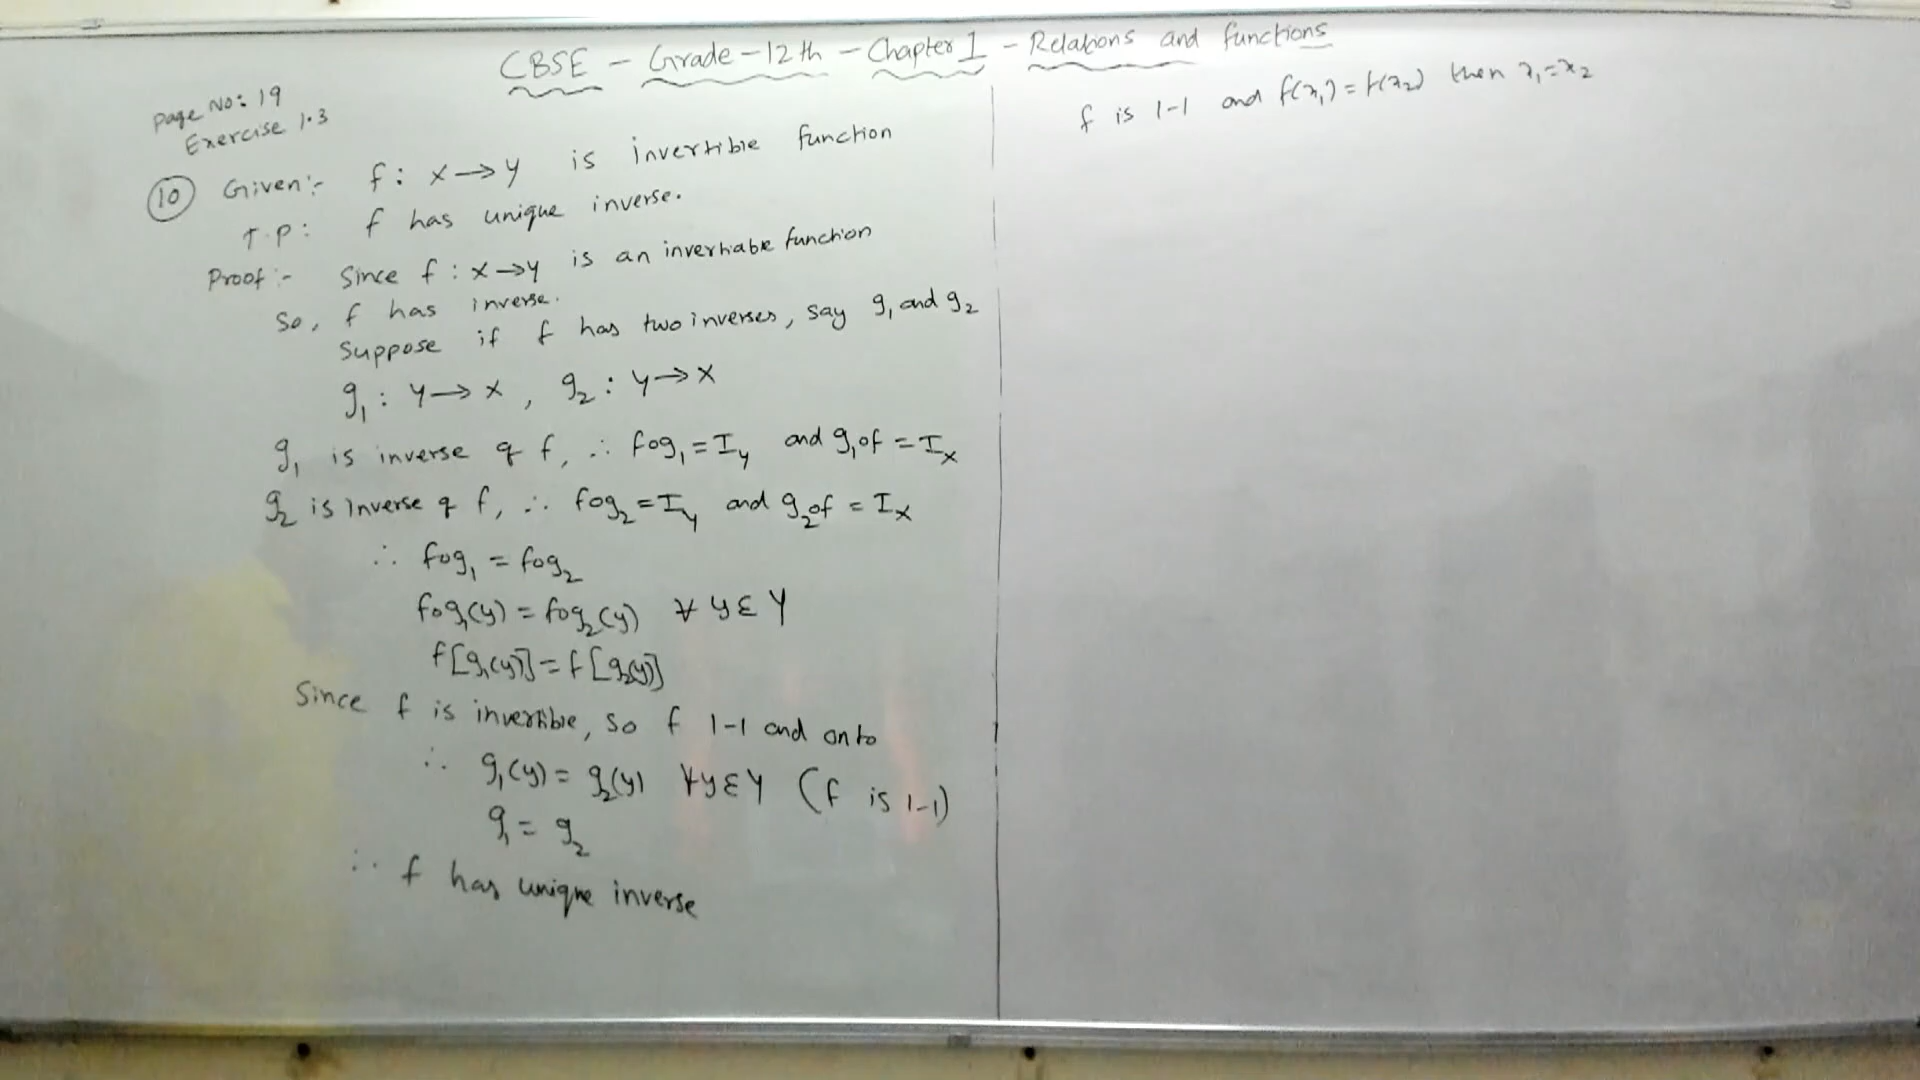 CBSE - Grade-12th - Chapter 1 - Relations and functions
Page No: 19
Exercise 1.3
(10) Given:- f: X→Y is invertible function
T.P: f has unique inverse.
Proof:- Since f: X→Y is an invertiable function
So, f has inverse.
Suppose if f has two inverses, say g₁ and g₂
g₁: Y→X, g₂: Y→X
g₁ is inverse of f, ∴ fog₁ = I_Y and g₁of = I_X
g₂ is inverse of f, ∴ fog₂ = I_Y and g₂of = I_X
∴ fog₁ = fog₂
fog₁(y) = fog₂(y) ∀ y ∈ Y
f[g₁(y)] = f[g₂(y)]
Since f is invertible, so f 1-1 and onto
∴ g₁(y) = g₂(y) ∀ y ∈ Y (f is 1-1)
g₁ = g₂
∴ f has unique inverse
f is 1-1 and f(x₁) = f(x₂) then x₁ = x₂